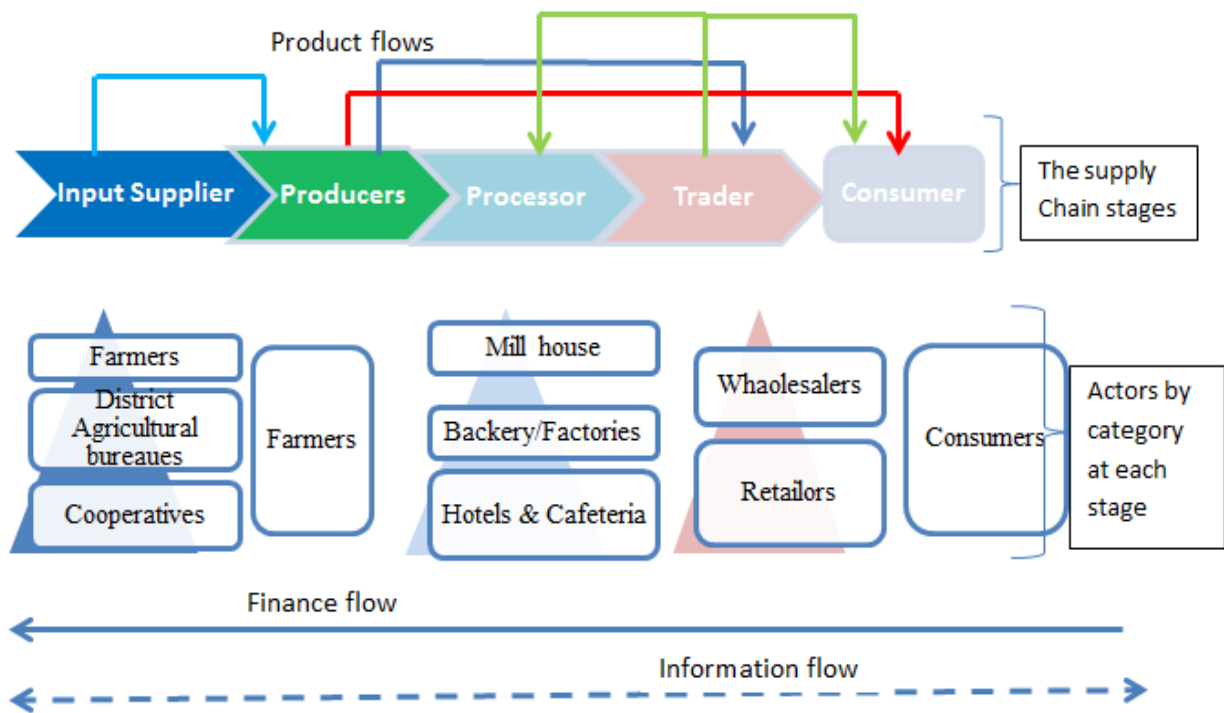 Product flows
Input Supplier
Producers
Processor
Trader
Consumer
The supply
Chain stages
Farmers
District
Agricultural
bureaues
Cooperatives
Farmers
Mill house
Backery/Factories
Hotels & Cafeteria
Whaolesalers
Retailors
Consumers
Actors by
category
at each
stage
Finance flow
Information flow